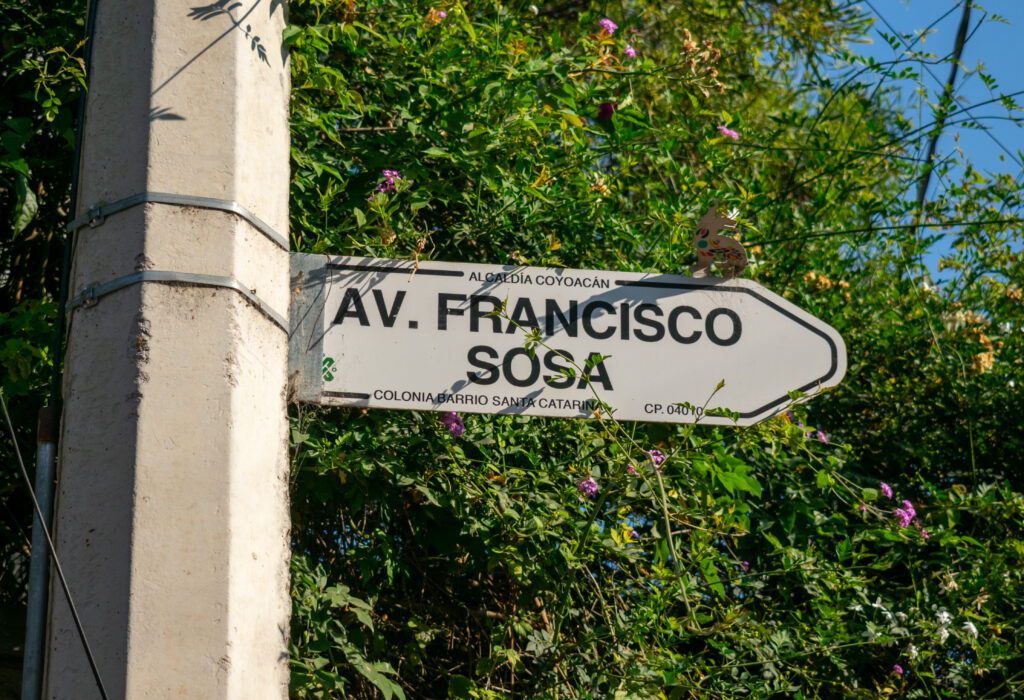 ALCALDÍA COYOACÁN
AV. FRANCISCO
SOSA
COLONIA BARRIO SANTA CATARINA
CP. 04010